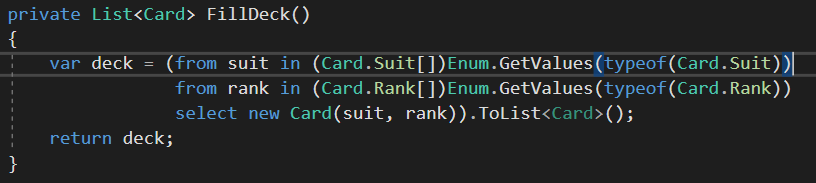 private List<Card> FillDeck()
{
    var deck = (from suit in (Card.Suit[])Enum.GetValues(typeof(Card.Suit))
                from rank in (Card.Rank[])Enum.GetValues(typeof(Card.Rank))
                select new Card(suit, rank)).ToList<Card>();
    return deck;
}